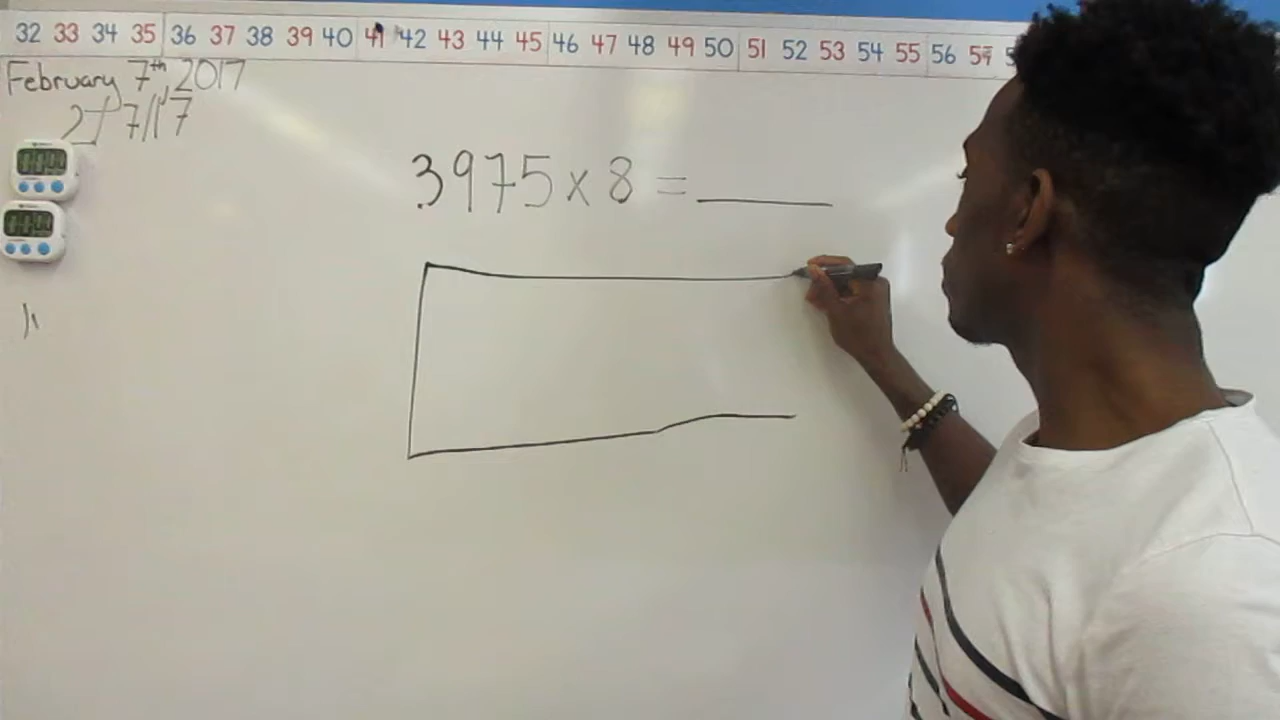 32 33 34 35 36 37 38 39 40 41 42 43 44 45 46 47 48 49 50 51 52 53 54 55 56 57
February 7th, 2017
2/7/17
3975 x 8 = ____